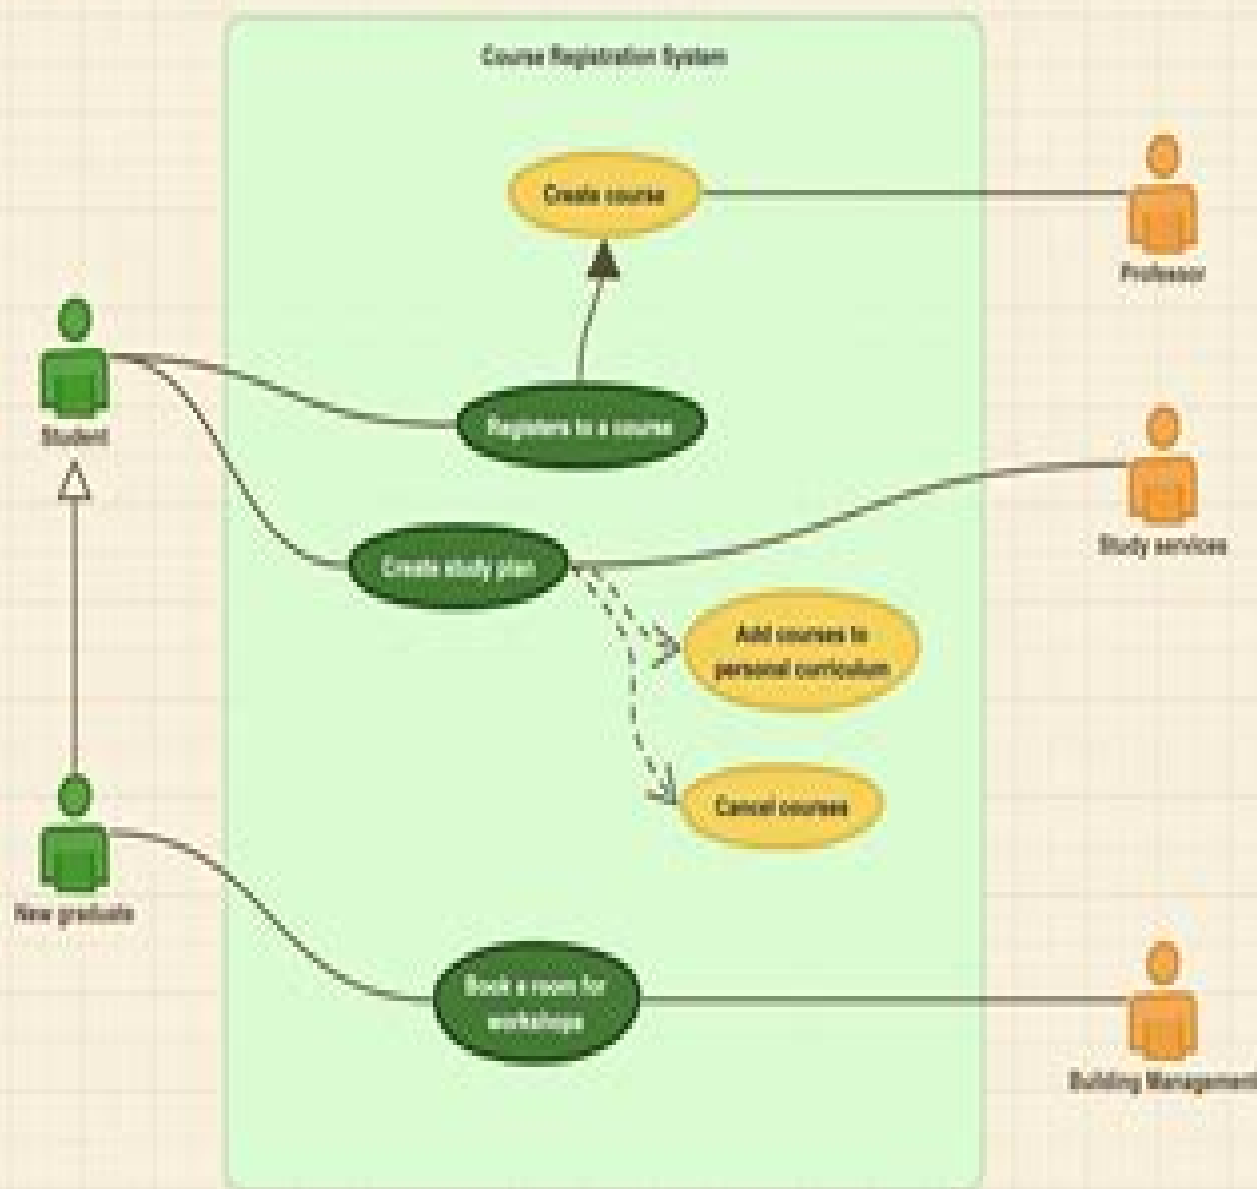 Course Registration System
Create course
Professor
Student
Registers to a course
Study services
Create study plan
Add courses to
personal curriculum
Cancel courses
New graduate
Book a room for
workshops
Building Management